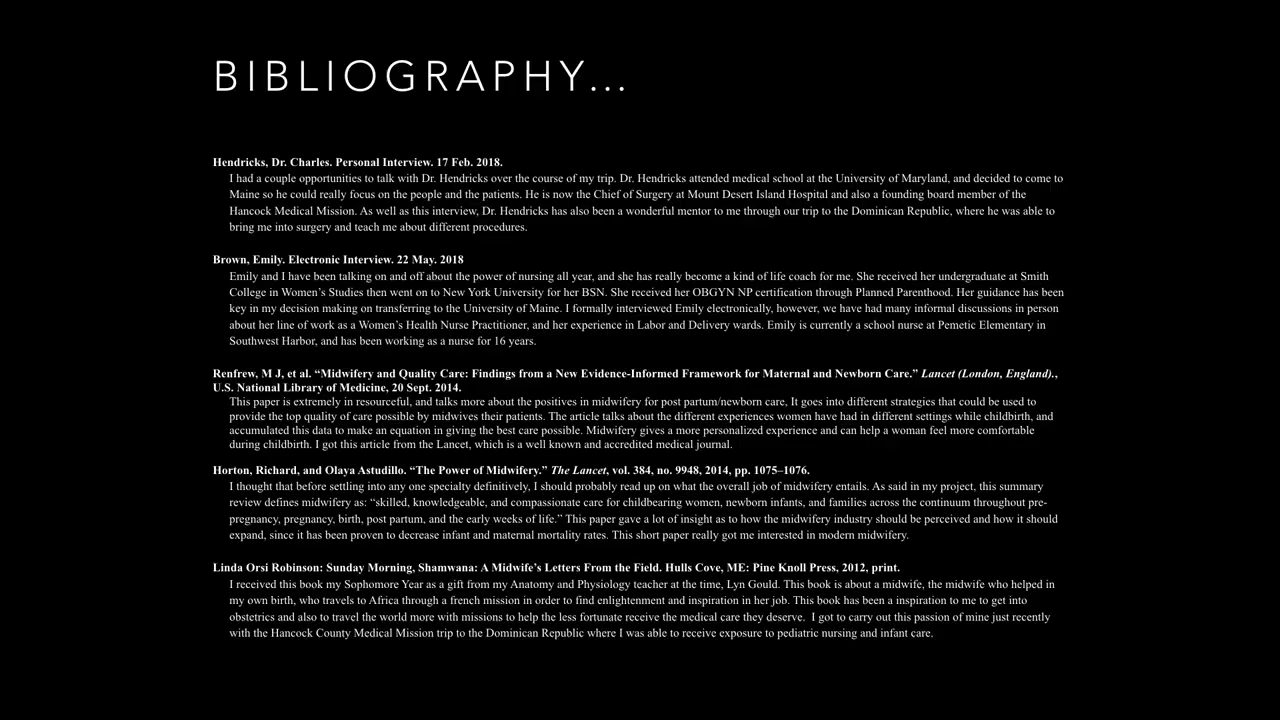 BIBLIOGRAPHY...
Hendricks, Dr. Charles. Personal Interview. 17 Feb. 2018.
I had a couple opportunities to talk with Dr. Hendricks over the course of my trip. Dr. Hendricks attended medical school at the University of Maryland, and decided to come to
Maine so he could really focus on the people and the patients. He is now the Chief of Surgery at Mount Desert Island Hospital and also a founding board member of the
Hancock Medical Mission. As well as this interview, Dr. Hendricks has also been a wonderful mentor to me through our trip to the Dominican Republic, where he was able to
bring me into surgery and teach me about different procedures.
Brown, Emily. Electronic Interview. 22 May. 2018
Emily and I have been talking on and off about the power of nursing all year, and she has really become a kind of life coach for me. She received her undergraduate at Smith
College in Women's Studies then went on to New York University for her BSN. She received her OBGYN NP certification through Planned Parenthood. Her guidance has been
key in my decision making on transferring to the University of Maine. I formally interviewed Emily electronically, however, we have had many informal discussions in person
about her line of work as a Women's Health Nurse Practitioner, and her experience in Labor and Delivery wards. Emily is currently a school nurse at Pemetic Elementary in
Southwest Harbor, and has been working as a nurse for 16 years.
Renfrew, M J, et al. “Midwifery and Quality Care: Findings from a New Evidence-Informed Framework for Maternal and Newborn Care.” Lancet (London, England).,
U.S. National Library of Medicine, 20 Sept. 2014.
This paper is extremely in resourceful, and talks more about the positives in midwifery for post partum/newborn care, It goes into different strategies that could be used to
provide the top quality of care possible by midwives their patients. The article talks about the different experiences women have had in different settings while childbirth, and
accumulated this data to make an equation in giving the best care possible. Midwifery gives a more personalized experience and can help a woman feel more comfortable
during childbirth. I got this article from the Lancet, which is a well known and accredited medical journal.
Horton, Richard, and Olaya Astudillo. “The Power of Midwifery.” The Lancet, vol. 384, no. 9948, 2014, pp. 1075–1076.
I thought that before settling into any one specialty definitively, I should probably read up on what the overall job of midwifery entails. As said in my project, this summary
review defines midwifery as: “skilled, knowledgeable, and compassionate care for childbearing women, newborn infants, and families across the continuum throughout pre-
pregnancy, pregnancy, birth, post partum, and the early weeks of life.” This paper gave a lot of insight as to how the midwifery industry should be perceived and how it should
expand, since it has been proven to decrease infant and maternal mortality rates. This short paper really got me interested in modern midwifery.
Linda Orsi Robinson: Sunday Morning, Shamwana: A Midwife's Letters From the Field. Hulls Cove, ME: Pine Knoll Press, 2012, print.
I received this book my Sophomore Year as a gift from my Anatomy and Physiology teacher at the time, Lyn Gould. This book is about a midwife, the midwife who helped in
my own birth, who travels to Africa through a french mission in order to find enlightenment and inspiration in her job. This book has been a inspiration to me to get into
obstetrics and also to travel the world more with missions to help the less fortunate receive the medical care they deserve.  I got to carry out this passion of mine just recently
with the Hancock County Medical Mission trip to the Dominican Republic where I was able to receive exposure to pediatric nursing and infant care.